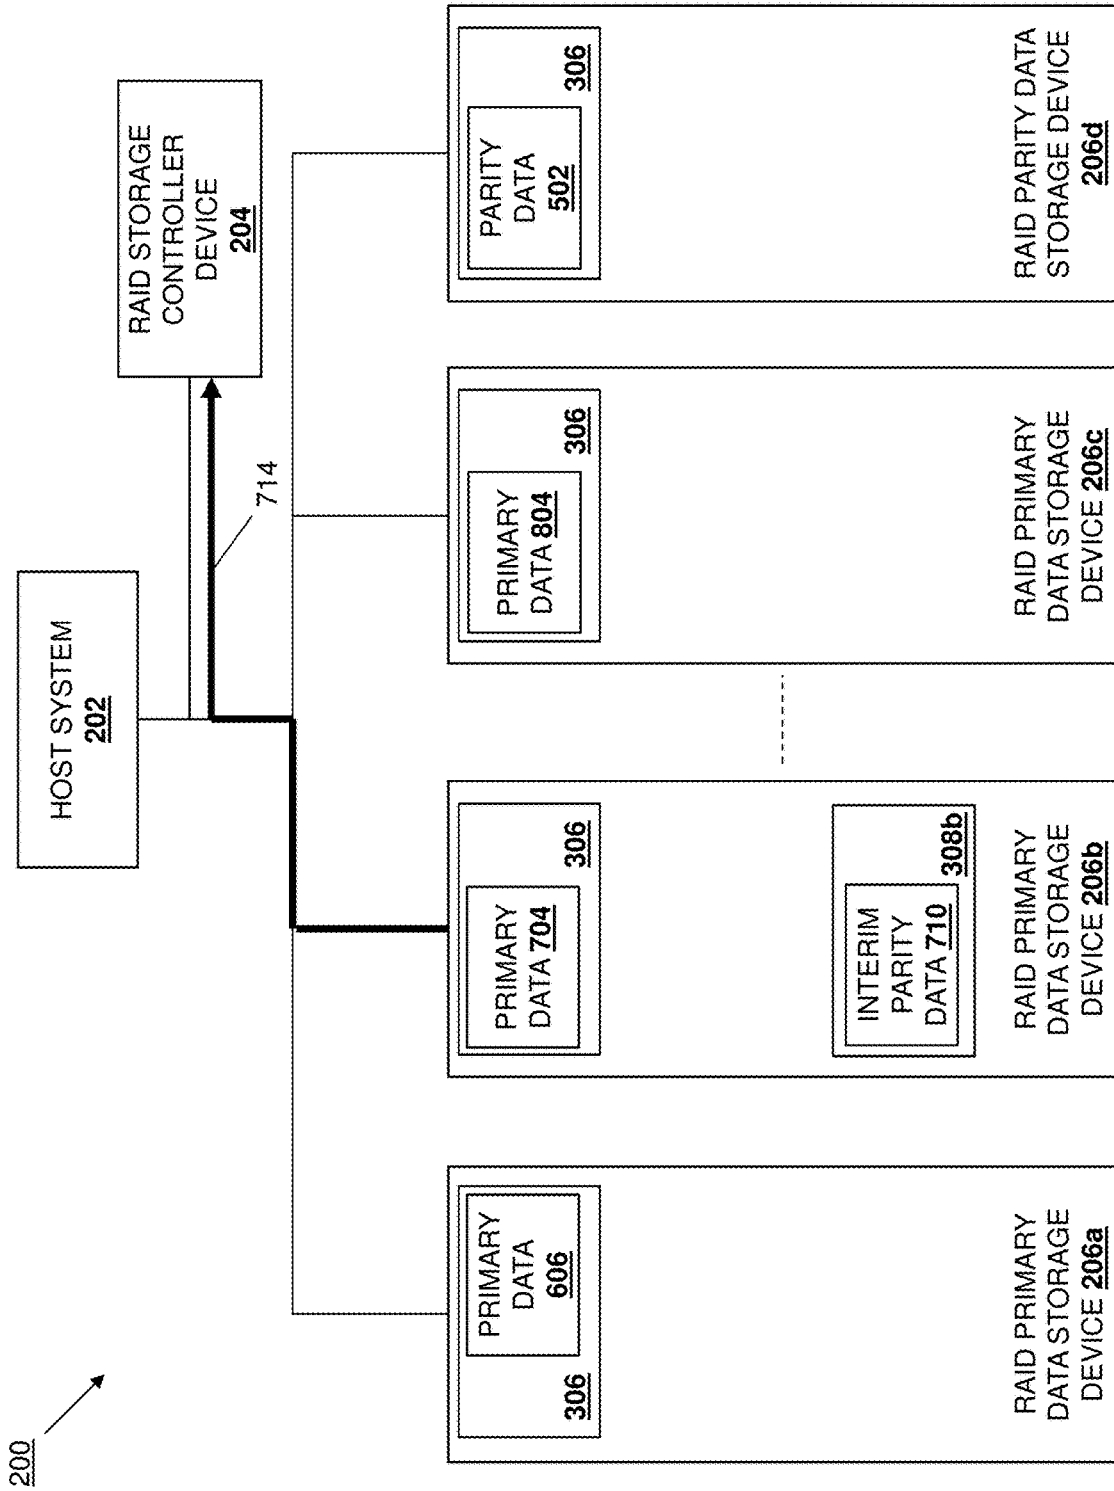 200
HOST SYSTEM
202
RAID STORAGE
CONTROLLER
DEVICE
204
714
PRIMARY
DATA
606
306
RAID PRIMARY
DATA STORAGE
DEVICE 206a
PRIMARY
DATA 704
306
INTERIM
PARITY
DATA 710
308b
RAID PRIMARY
DATA STORAGE
DEVICE 206b
PRIMARY
DATA 804
306
RAID PRIMARY
DATA STORAGE
DEVICE 206c
PARITY
DATA
502
306
RAID PARITY DATA
STORAGE DEVICE
206d